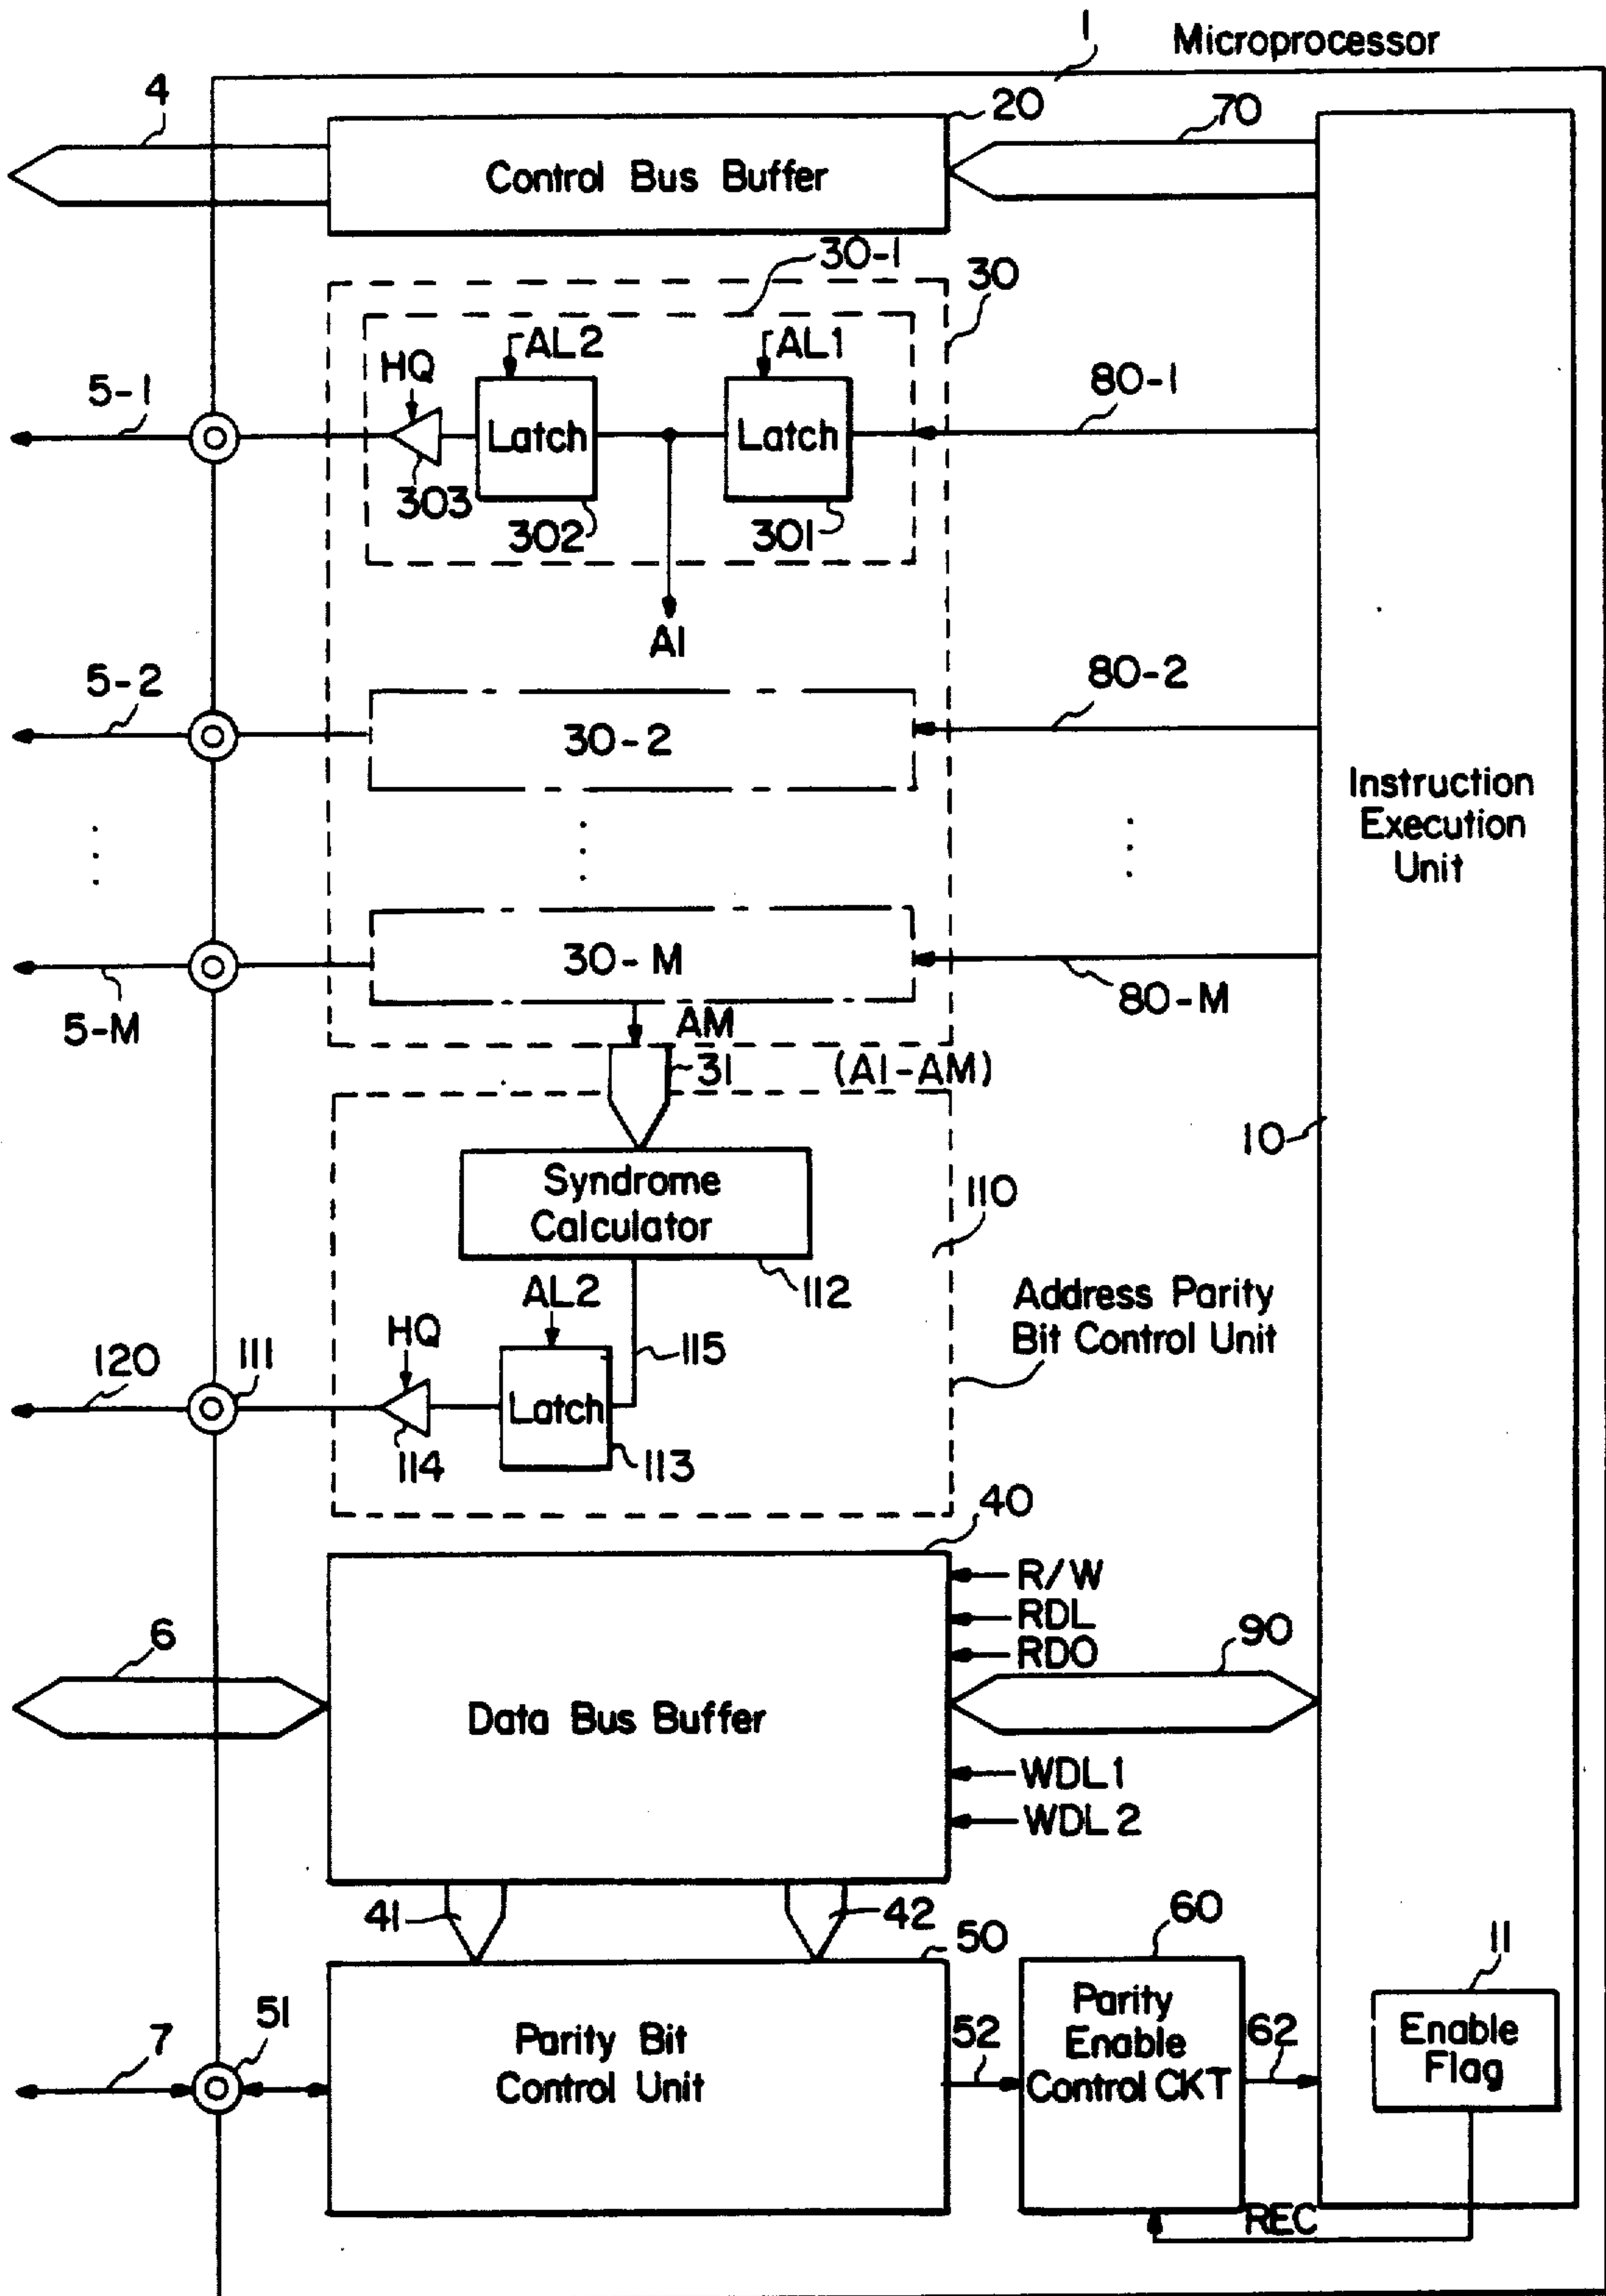 1
Microprocessor
4
20
70
Control Bus Buffer
30-1
30
AL2
AL1
HQ
5-1
80-1
Latch
Latch
303
302
301
A1
5-2
80-2
30-2
Instruction
Execution
Unit
30-M
5-M
80-M
AM
31
(A1-AM)
10
Syndrome
Calculator
110
112
AL2
Address Parity
Bit Control Unit
HQ
115
120
111
Latch
114
113
40
R/W
RDL
RDO
6
90
Data Bus Buffer
WDL1
WDL2
41
42
60
50
11
Parity
Enable
Control CKT
51
52
62
Enable
Flag
7
Parity Bit
Control Unit
REC